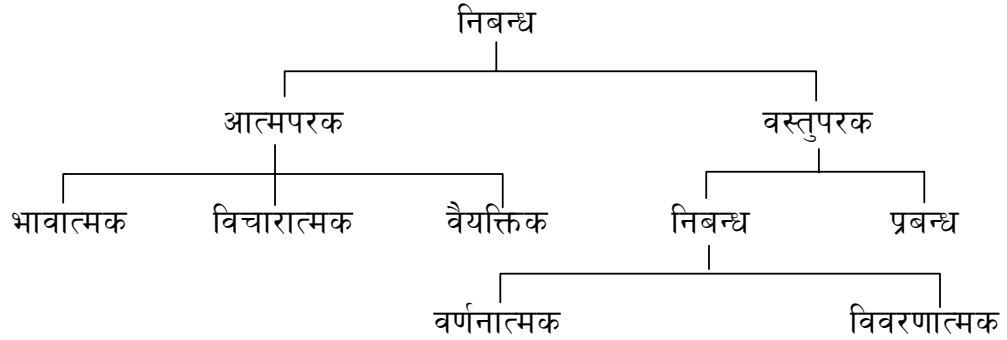 निबन्ध
आत्मपरक वस्तुपरक
भावात्मक विचारात्मक वैयक्तिक निबन्ध प्रबन्ध
वर्णनात्मक विवरणात्मक